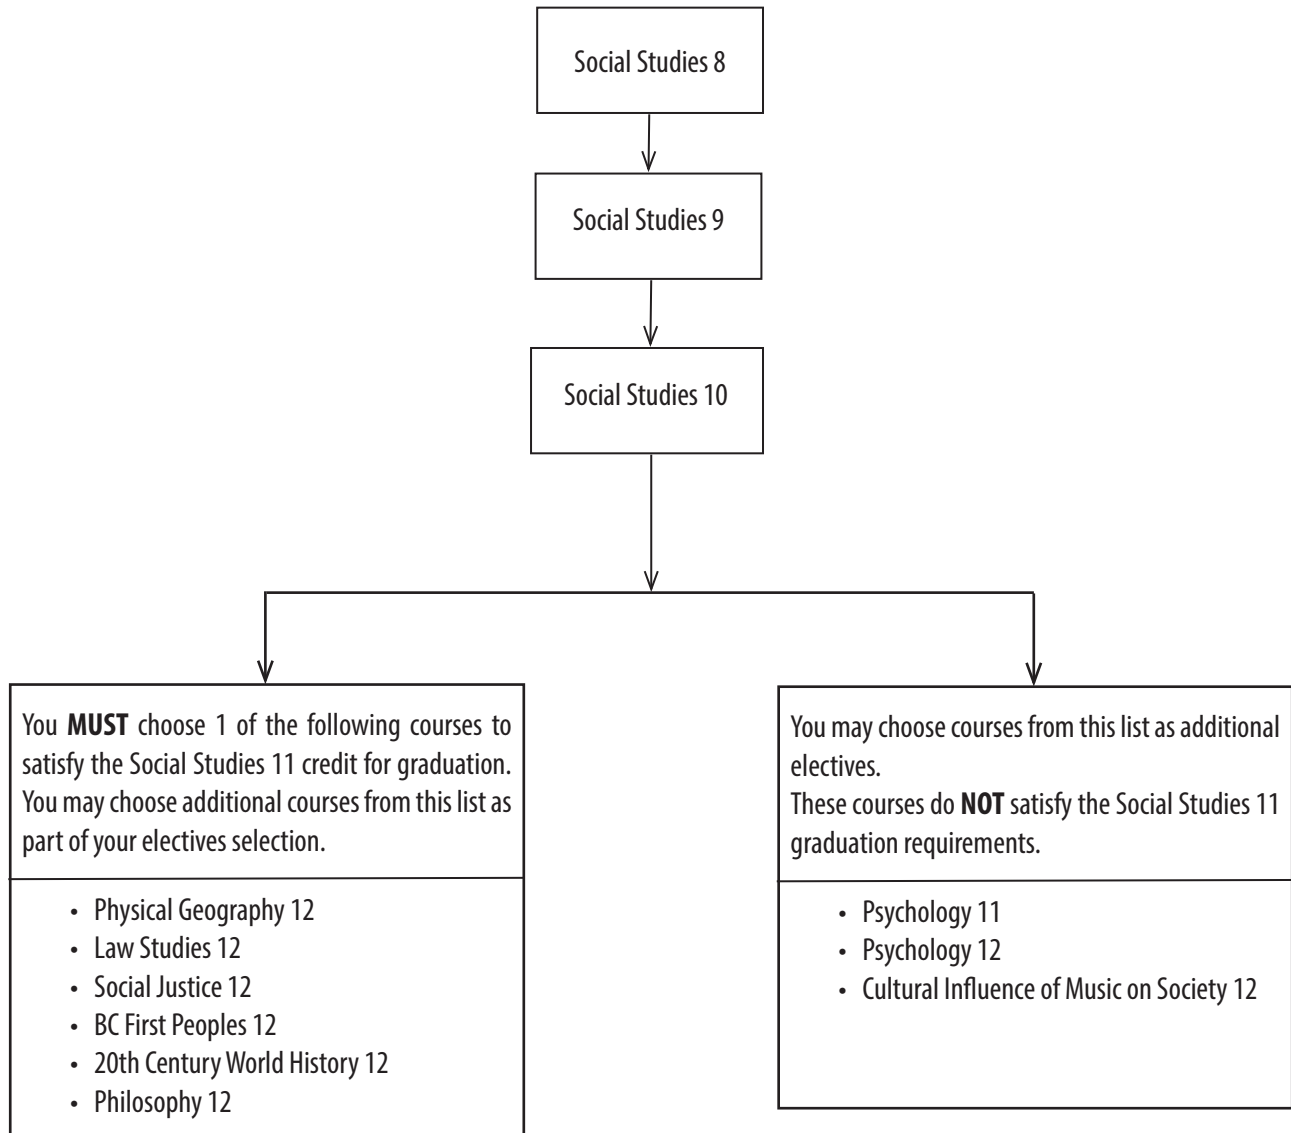 Social Studies 8
Social Studies 9
Social Studies 10
You MUST choose 1 of the following courses to
satisfy the Social Studies 11 credit for graduation.
You may choose additional courses from this list as
part of your electives selection.
• Physical Geography 12
• Law Studies 12
• Social Justice 12
• BC First Peoples 12
• 20th Century World History 12
• Philosophy 12
You may choose courses from this list as additional
electives.
These courses do NOT satisfy the Social Studies 11
graduation requirements.
• Psychology 11
• Psychology 12
• Cultural Influence of Music on Society 12